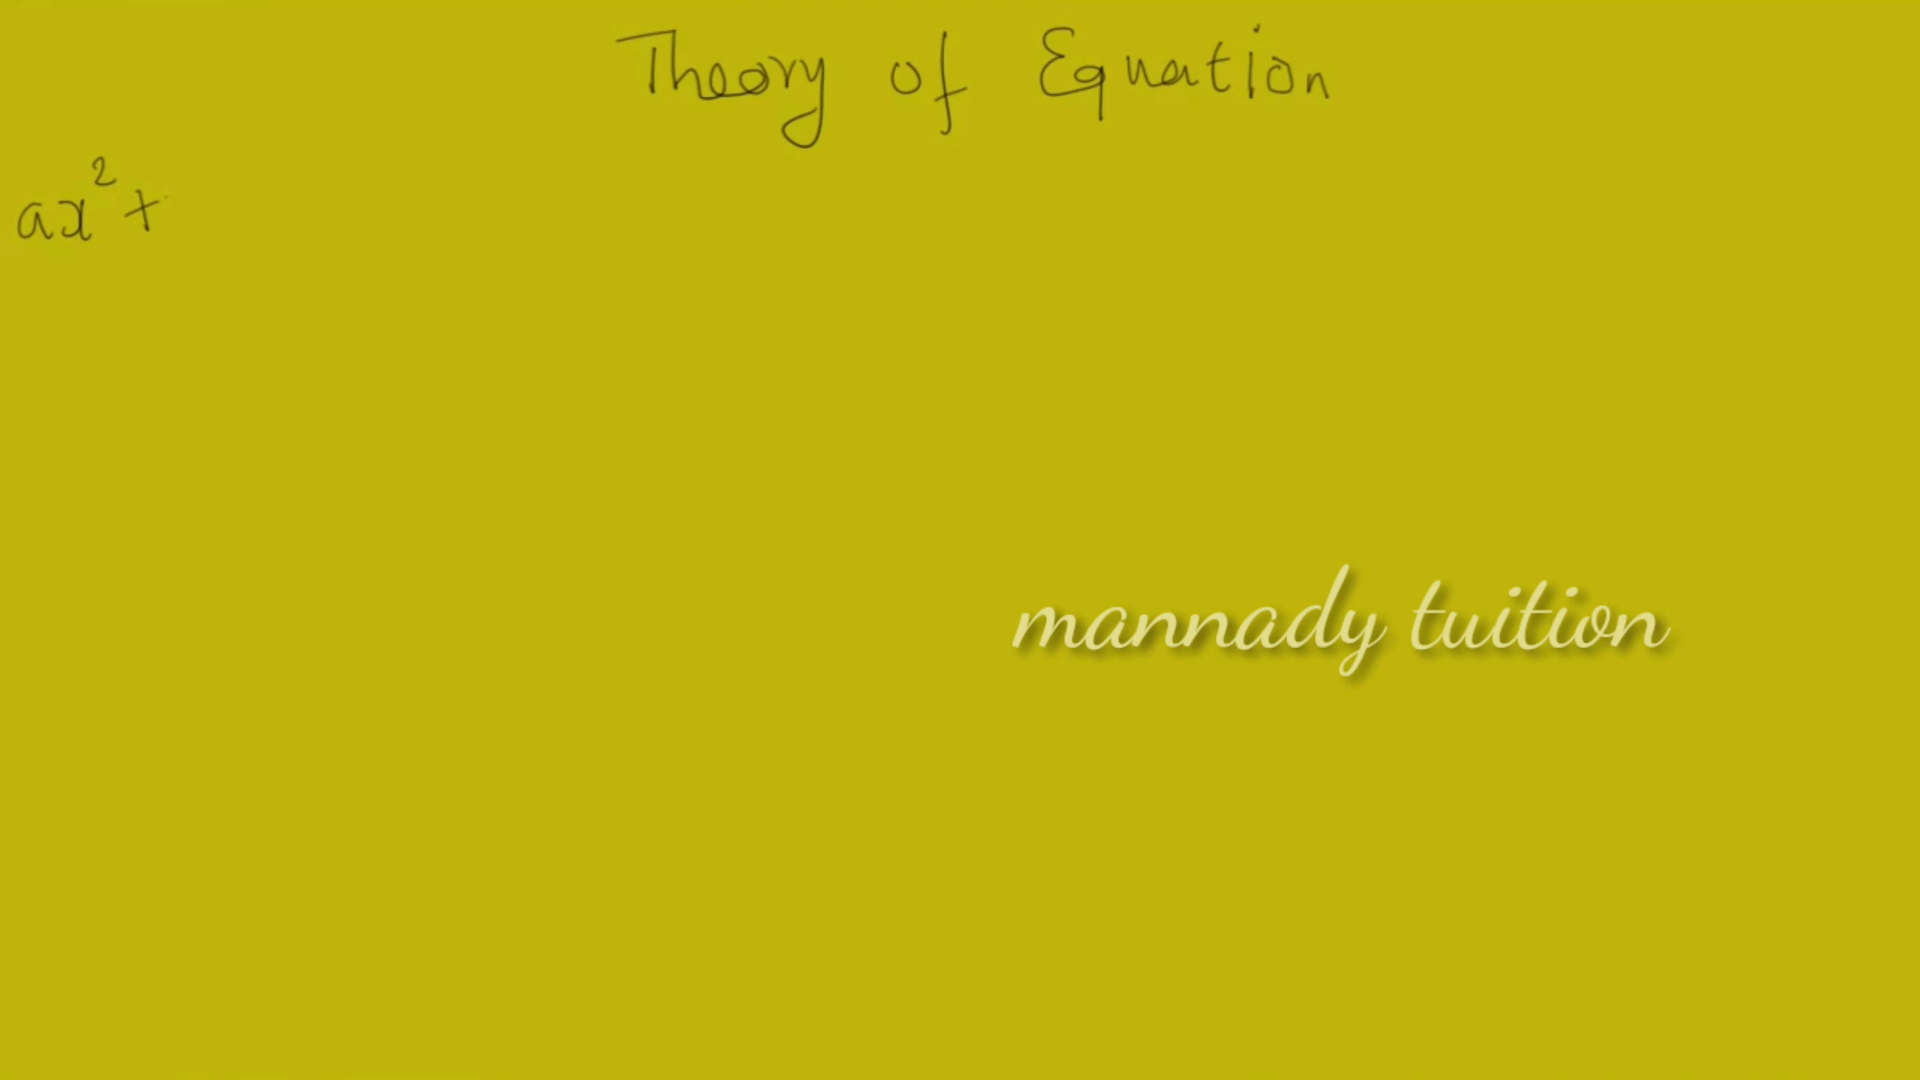 Theory of Equation
ax² +
mannady tuition